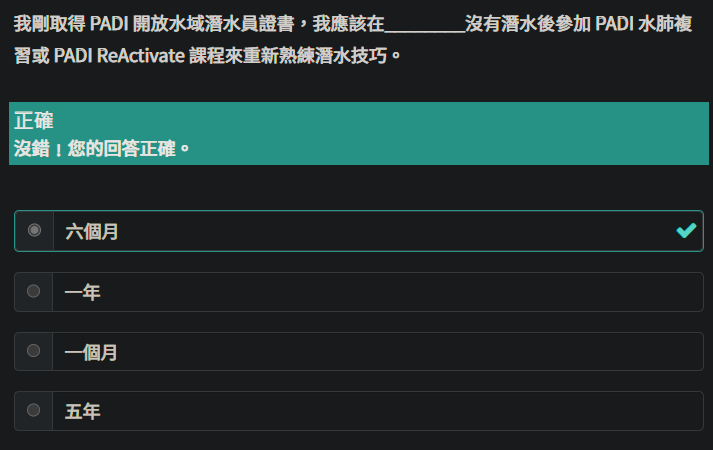 我剛取得 PADI 開放水域潛水員證書，我應該在_________沒有潛水後參加 PADI 水肺複
習或 PADI ReActivate 課程來重新熟練潛水技巧。
正確
沒錯！您的回答正確。
六個月
一年
一個月
五年